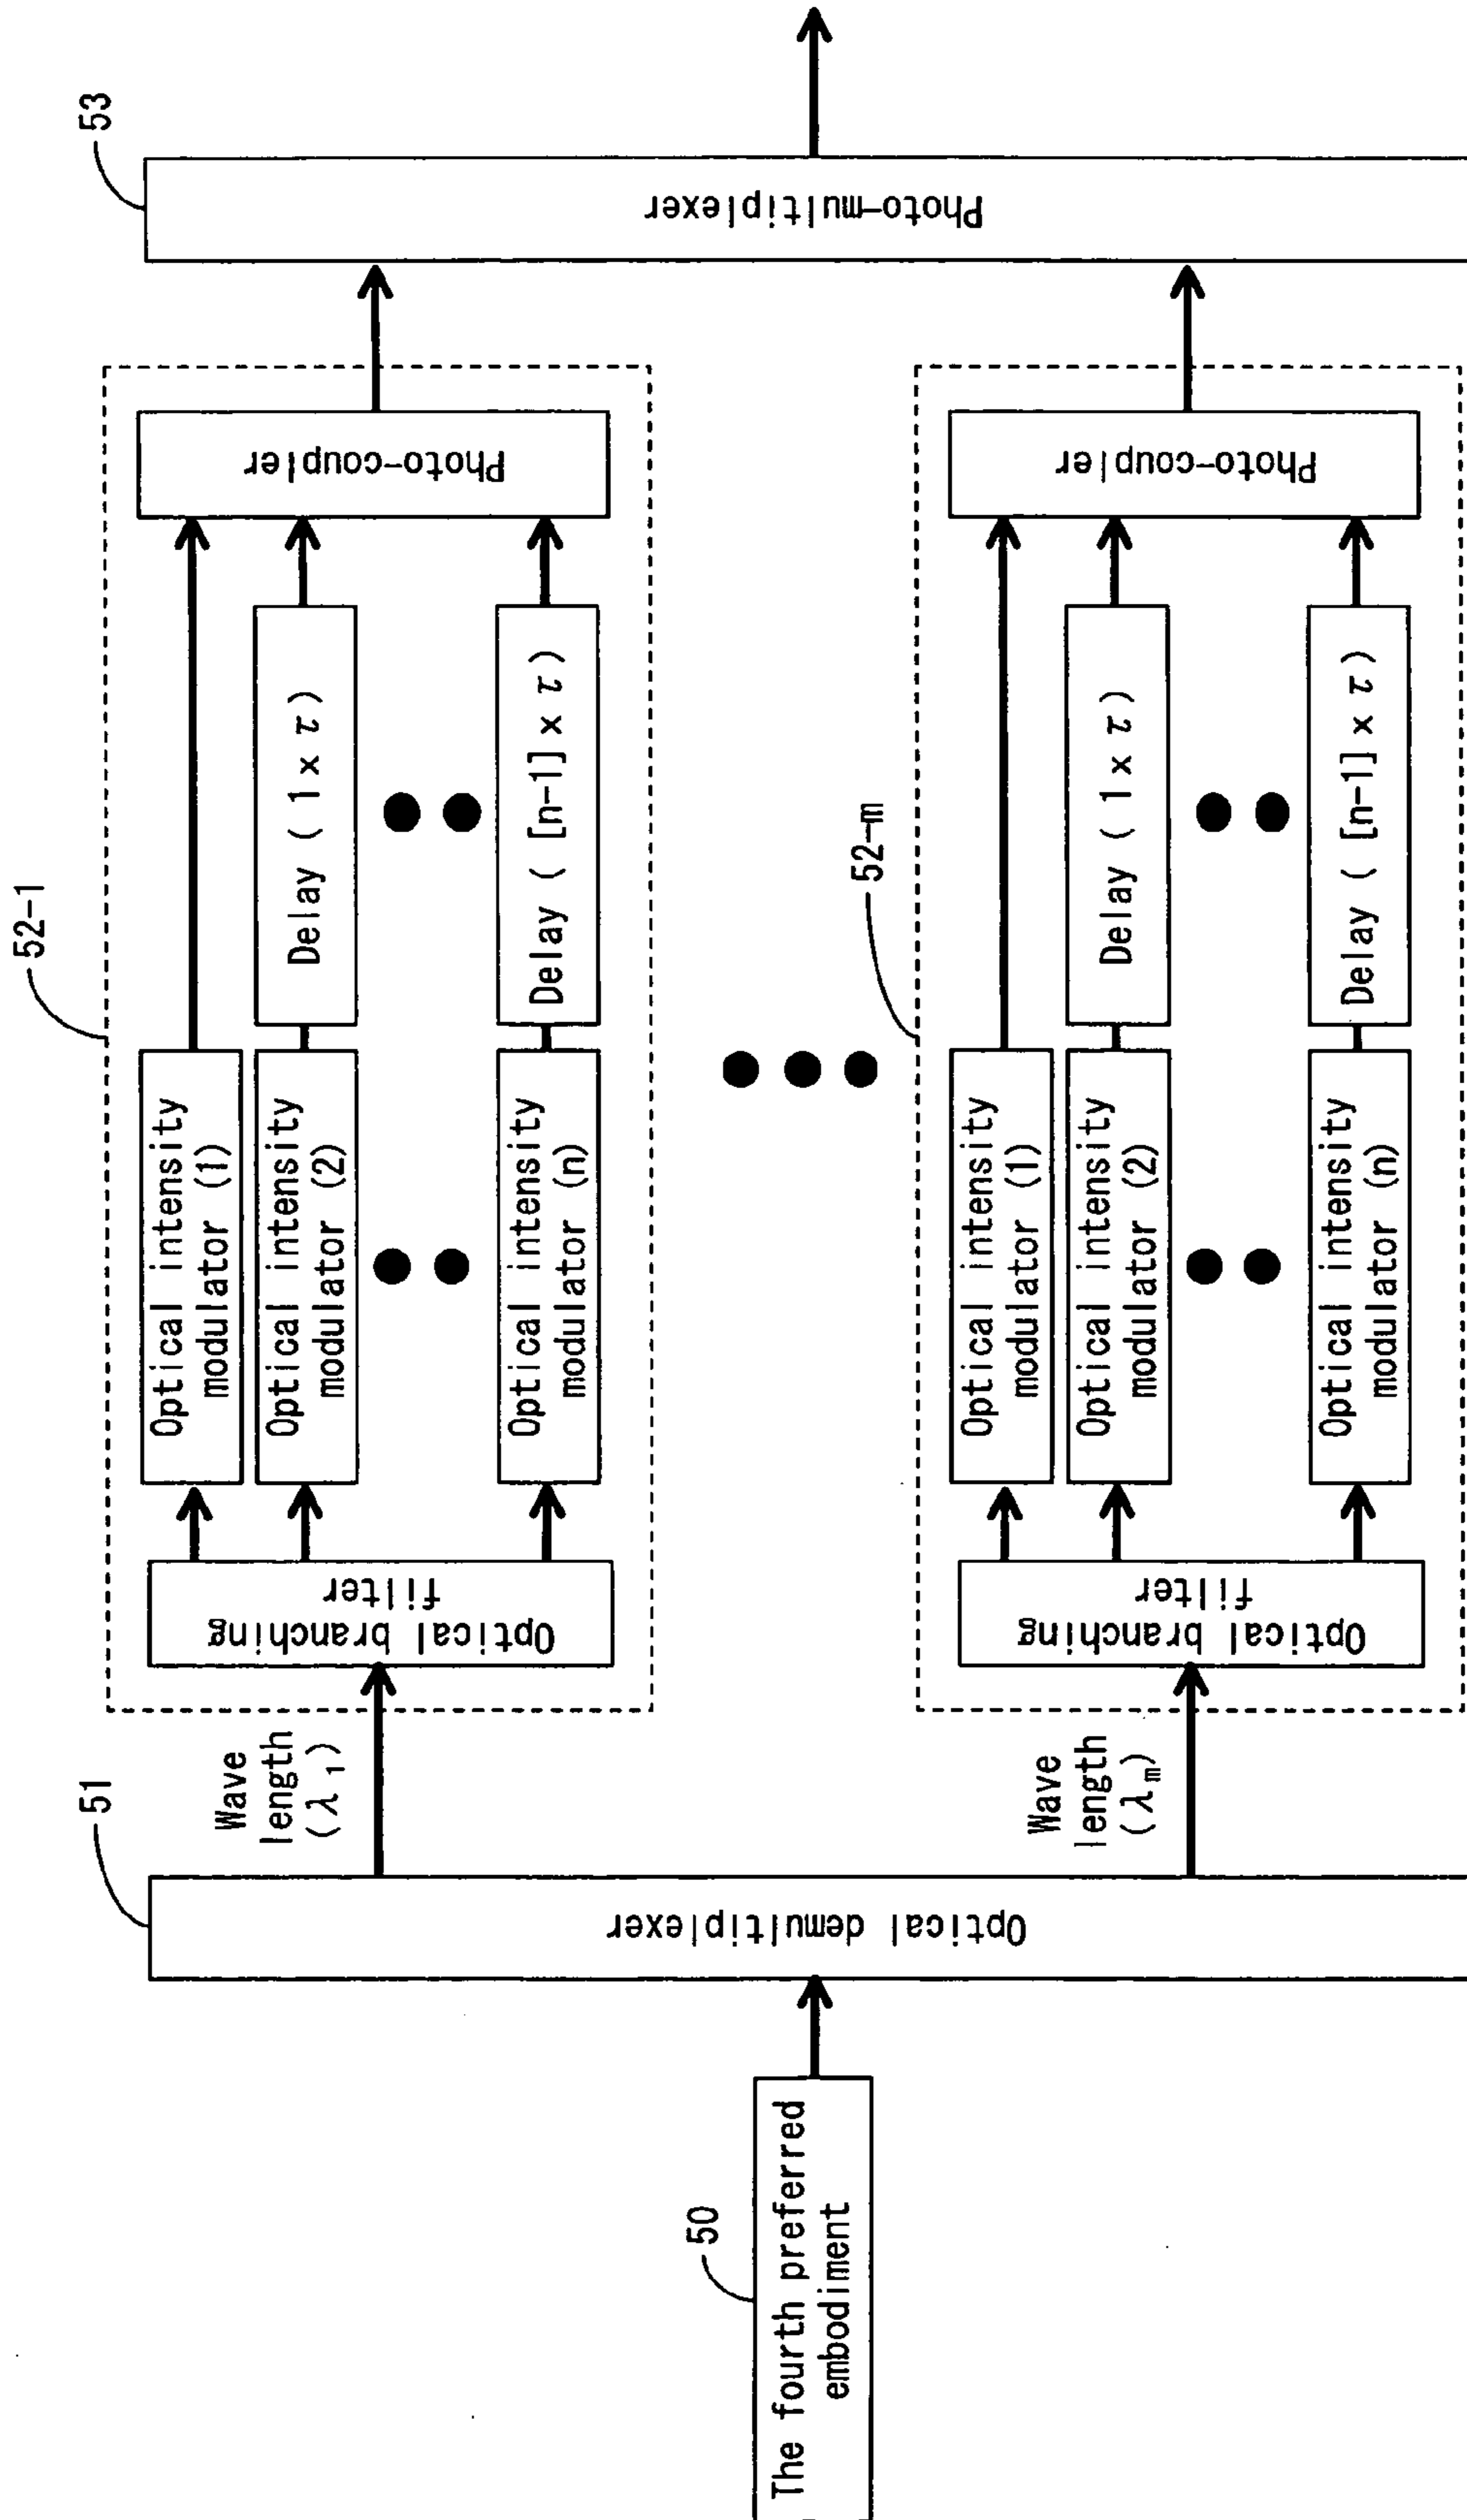 50
The fourth preferred
embodiment
51
Optical demultiplexer
Wave
length
(λ1)
52-1
Optical branching
filter
Optical intensity
modulator (1)
Optical intensity
modulator (2)
Optical intensity
modulator (n)
Delay ( 1 x τ )
Delay ( [n-1] x τ )
Photo-coupler
Wave
length
(λm)
52-m
Optical branching
filter
Optical intensity
modulator (1)
Optical intensity
modulator (2)
Optical intensity
modulator (n)
Delay ( 1 x τ )
Delay ( [n-1] x τ )
Photo-coupler
53
Photo-multiplexer